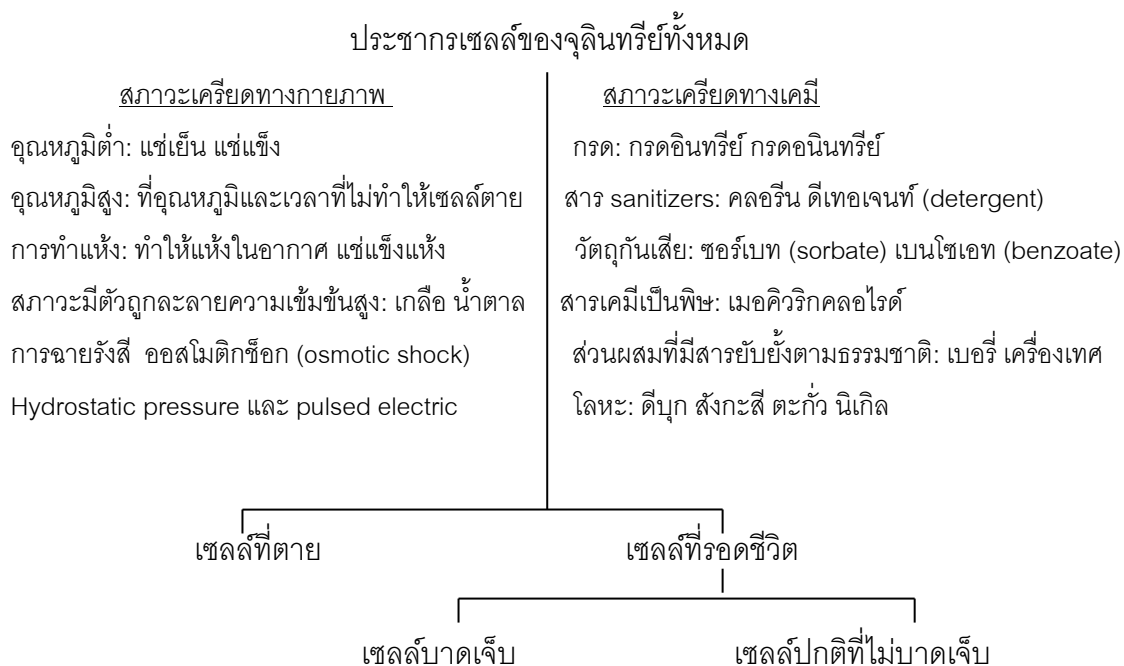 ประชากรเซลล์ของจุลินทรีย์ทั้งหมด
สภาวะเครียดทางกายภาพ
อุณหภูมิต่ำ: แช่เย็น แช่แข็ง
อุณหภูมิสูง: ที่อุณหภูมิและเวลาที่ไม่ทำให้เซลล์ตาย
การทำแห้ง: ทำให้แห้งในอากาศ แช่แข็งแห้ง
สภาวะมีตัวถูกละลายความเข้มข้นสูง: เกลือ น้ำตาล
การฉายรังสี ออสโมติกช็อก (osmotic shock)
Hydrostatic pressure และ pulsed electric
สภาวะเครียดทางเคมี
กรด: กรดอินทรีย์ กรดอนินทรีย์
สาร sanitizers: คลอรีน ดีเทอเจนท์ (detergent)
วัตถุกันเสีย: ซอร์เบท (sorbate) เบนโซเอท (benzoate)
สารเคมีเป็นพิษ: เมอคิวริกคลอไรด์
ส่วนผสมที่มีสารยับยั้งตามธรรมชาติ: เบอรี่ เครื่องเทศ
โลหะ: ดีบุก สังกะสี ตะกั่ว นิเกิล
เซลล์ที่ตาย
เซลล์ที่รอดชีวิต
เซลล์บาดเจ็บ
เซลล์ปกติที่ไม่บาดเจ็บ